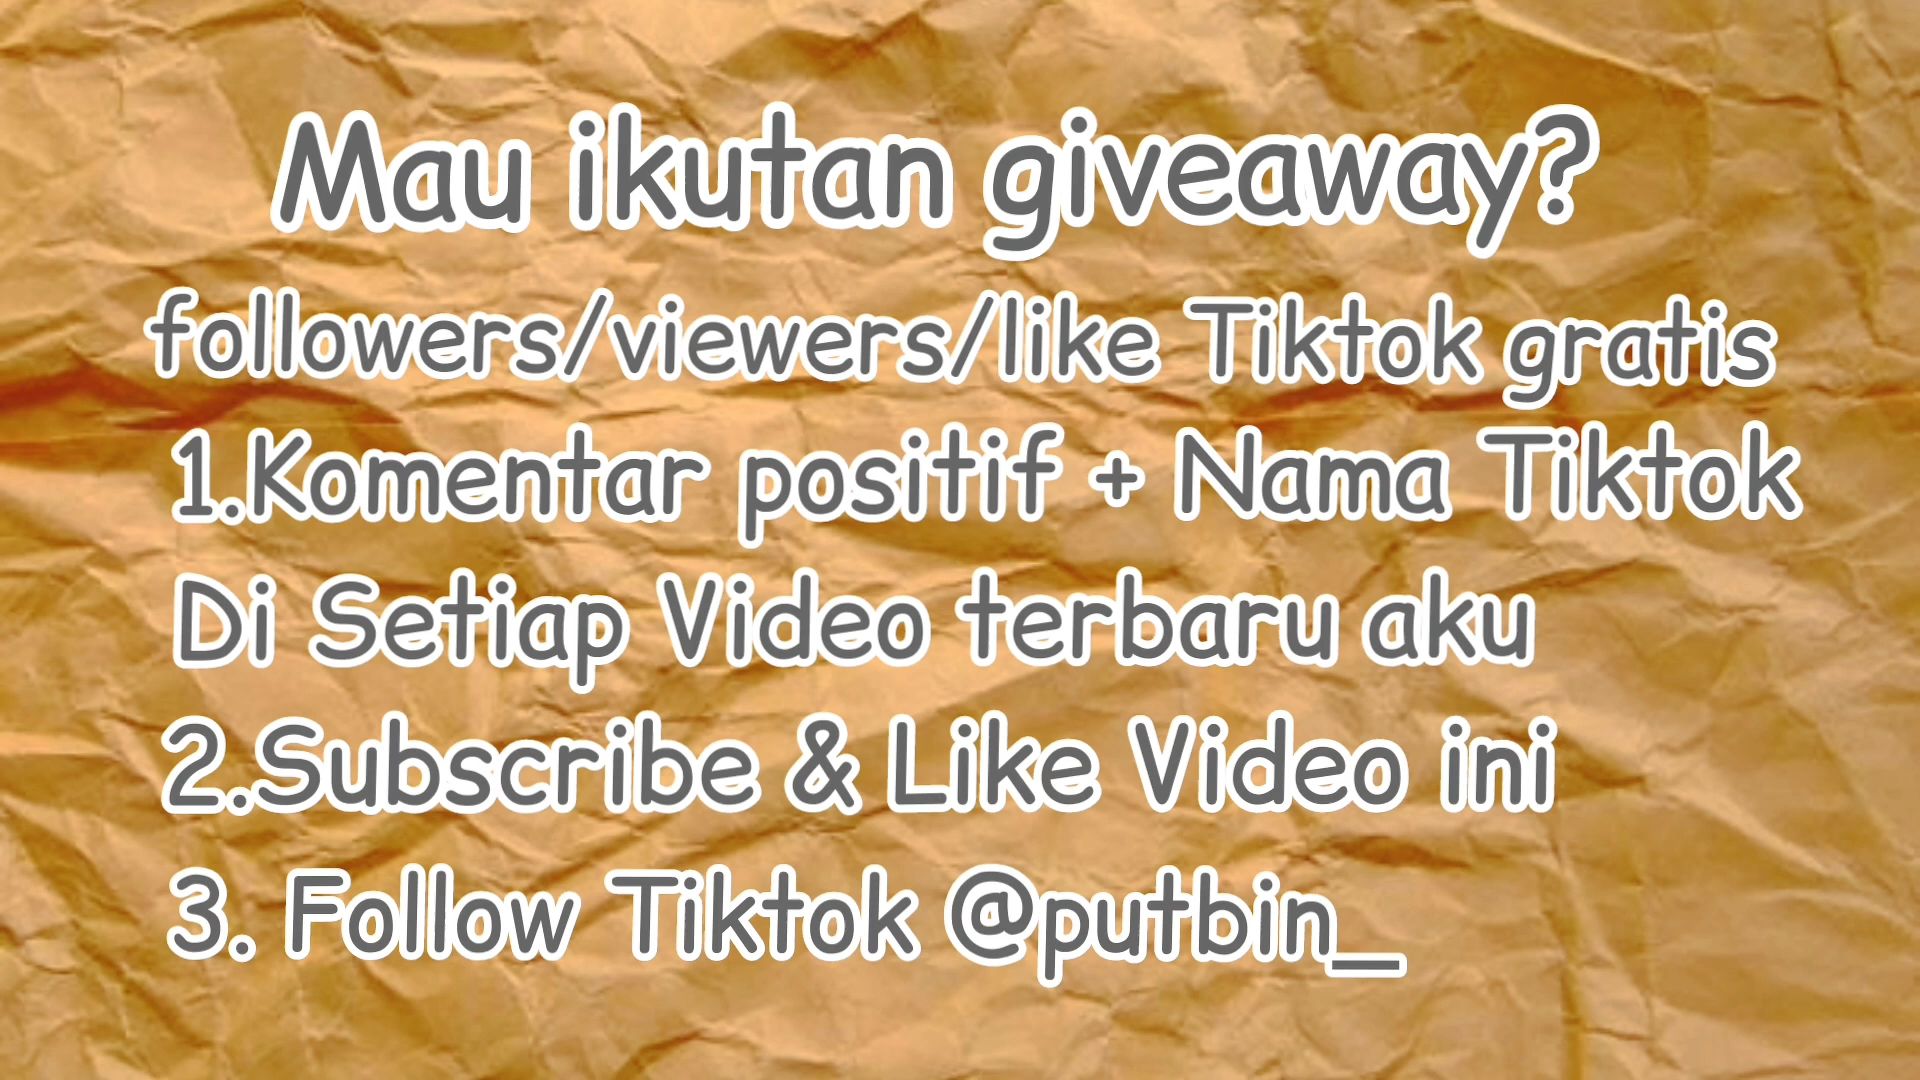 Mau ikutan giveaway?
followers/viewers/like Tiktok gratis
1.Komentar positif + Nama Tiktok
Di Setiap Video terbaru aku
2.Subscribe & Like Video ini
3. Follow Tiktok @putbin_